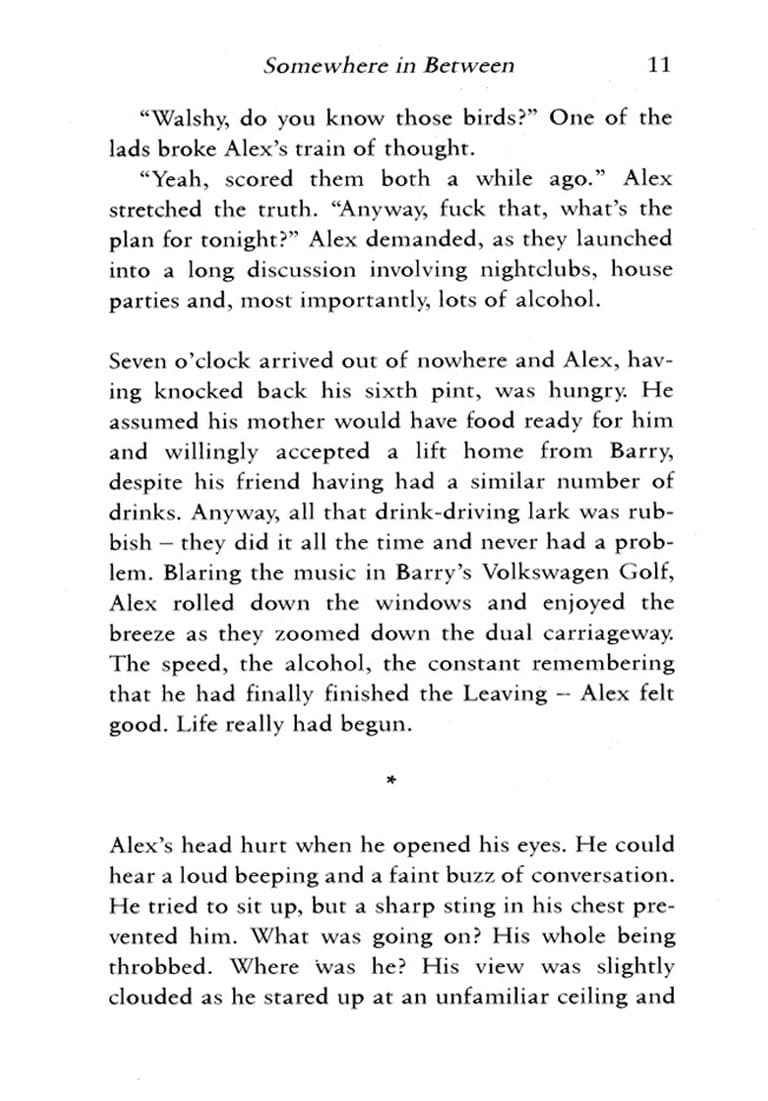 Somewhere in Between 11
“Walshy, do you know those birds?” One of the
lads broke Alex’s train of thought.
“Yeah, scored them both a while ago.” Alex
stretched the truth. “Anyway, fuck that, what’s the
plan for tonight?” Alex demanded, as they launched
into a long discussion involving nightclubs, house
parties and, most importantly, lots of alcohol.
Seven o’clock arrived out of nowhere and Alex, hav-
ing knocked back his sixth pint, was hungry. He
assumed his mother would have food ready for him
and willingly accepted a lift home from Barry,
despite his friend having had a similar number of
drinks. Anyway, all that drink-driving lark was rub-
bish – they did it all the time and never had a prob-
lem. Blaring the music in Barry’s Volkswagen Golf,
Alex rolled down the windows and enjoyed the
breeze as they zoomed down the dual carriageway.
The speed, the alcohol, the constant remembering
that he had finally finished the Leaving – Alex felt
good. Life really had begun.
*
Alex’s head hurt when he opened his eyes. He could
hear a loud beeping and a faint buzz of conversation.
He tried to sit up, but a sharp sting in his chest pre-
vented him. What was going on? His whole being
throbbed. Where was he? His view was slightly
clouded as he stared up at an unfamiliar ceiling and